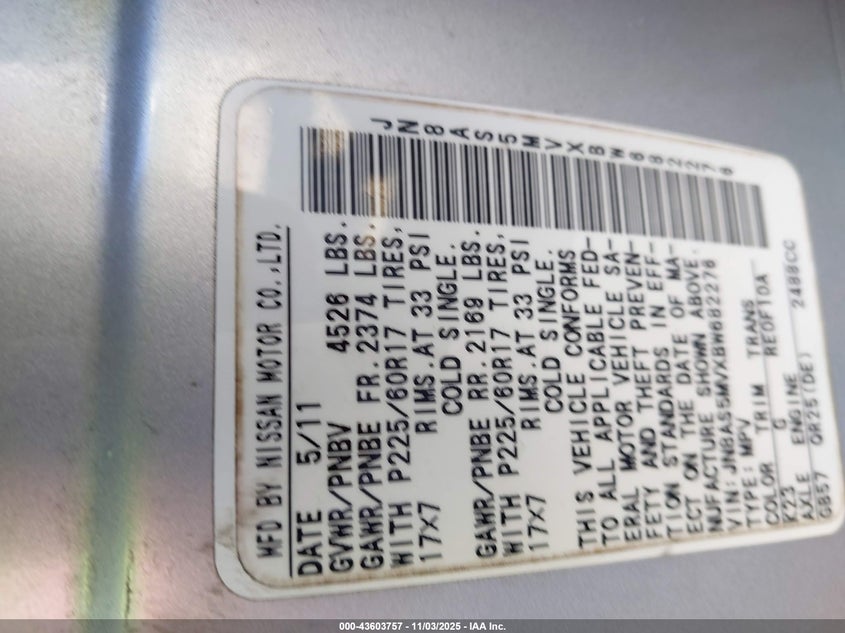 MFD BY NISSAN MOTOR CO.,LTD.
DATE 5/11
GVWR/PNBV 4526 LBS.
GAWR/PNBE FR. 2374 LBS.
WITH P225/60R17 TIRES,
17X7 RIMS.AT 33 PSI
COLD SINGLE.
GAWR/PNBE RR. 2169 LBS.
WITH P225/60R17 TIRES,
17X7 RIMS.AT 33 PSI
COLD SINGLE.
THIS VEHICLE CONFORMS
TO ALL APPLICABLE FED-
ERAL MOTOR VEHICLE SA-
FETY AND THEFT PREVEN-
TION STANDARDS IN EFF-
ECT ON THE DATE OF MA-
NUFACTURE SHOWN ABOVE.
VIN:JN8AS5MVXBW682276
TYPE:MPV
COLOR TRIM TRANS
K23 G RE0F10A
AXLE ENGINE
GB57 QR25(DE) 2488CC
JN8AS5MVXBW682276
000-43603757 - 11/03/2025 - IAA Inc.